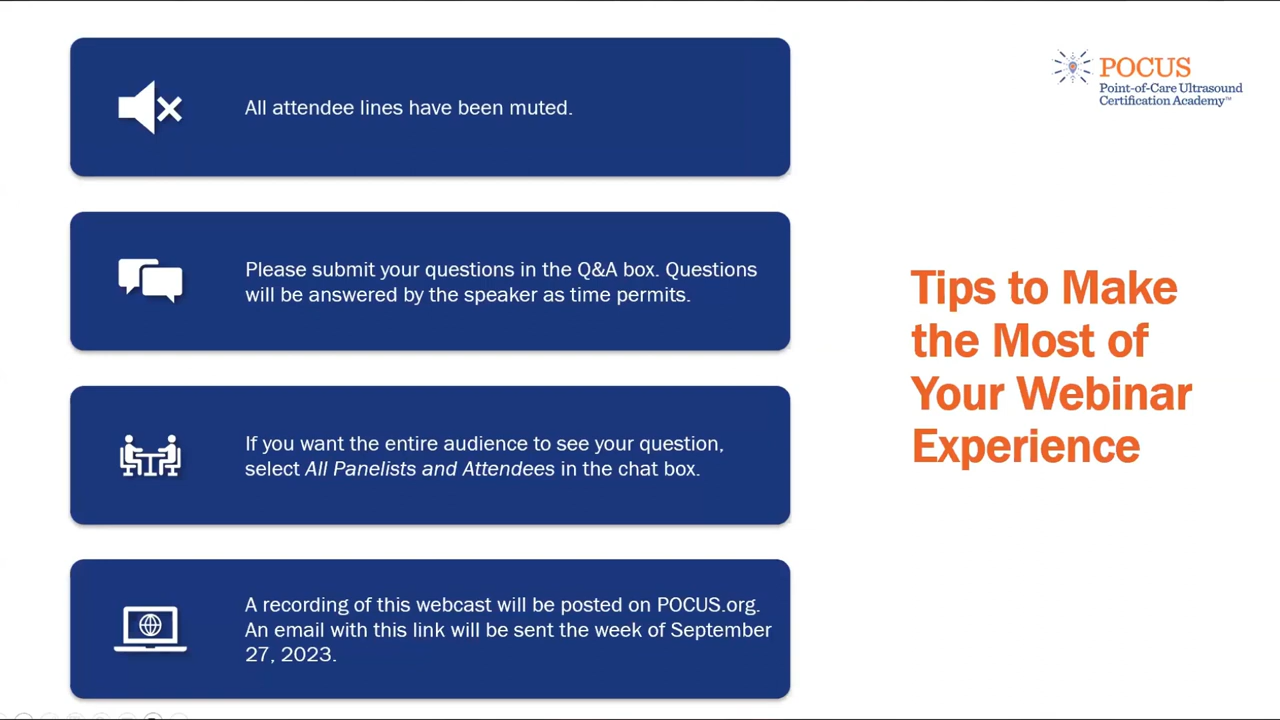 All attendee lines have been muted.
Please submit your questions in the Q&A box. Questions
will be answered by the speaker as time permits.
If you want the entire audience to see your question,
select All Panelists and Attendees in the chat box.
A recording of this webcast will be posted on POCUS.org.
An email with this link will be sent the week of September
27, 2023.
POCUS
Point-of-Care Ultrasound
Certification Academy™
Tips to Make
the Most of
Your Webinar
Experience